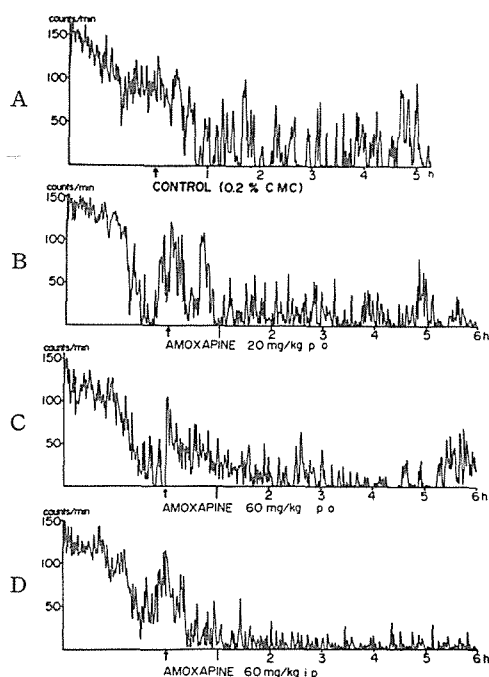 counts/min
150
100
50
A
1 2 3 4 5 h
CONTROL (0.2 % CMC)
counts/min
150
100
50
B
1 2 3 4 5 6 h
AMOXAPINE 20 mg/kg p o
counts/min
150
100
50
C
2 3 4 5 6 h
AMOXAPINE 60 mg/kg p o
counts/min
150
100
50
D
1 2 3 4 5 6 h
AMOXAPINE 60 mg/kg i p